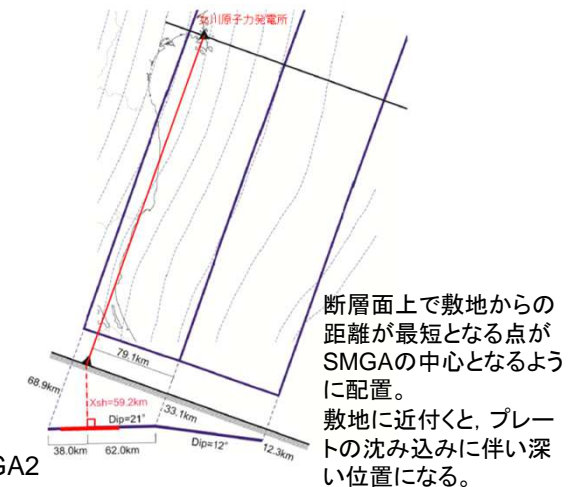 女川原子力発電所
79.1km
68.9km
Xsh=59.2km
33.1km
Dip=21°
Dip=12°
12.3km
38.0km
62.0km
GA2
断層面上で敷地からの
距離が最短となる点が
SMGAの中心となるよう
に配置。
敷地に近付くと，プレー
トの沈み込みに伴い深
い位置になる。